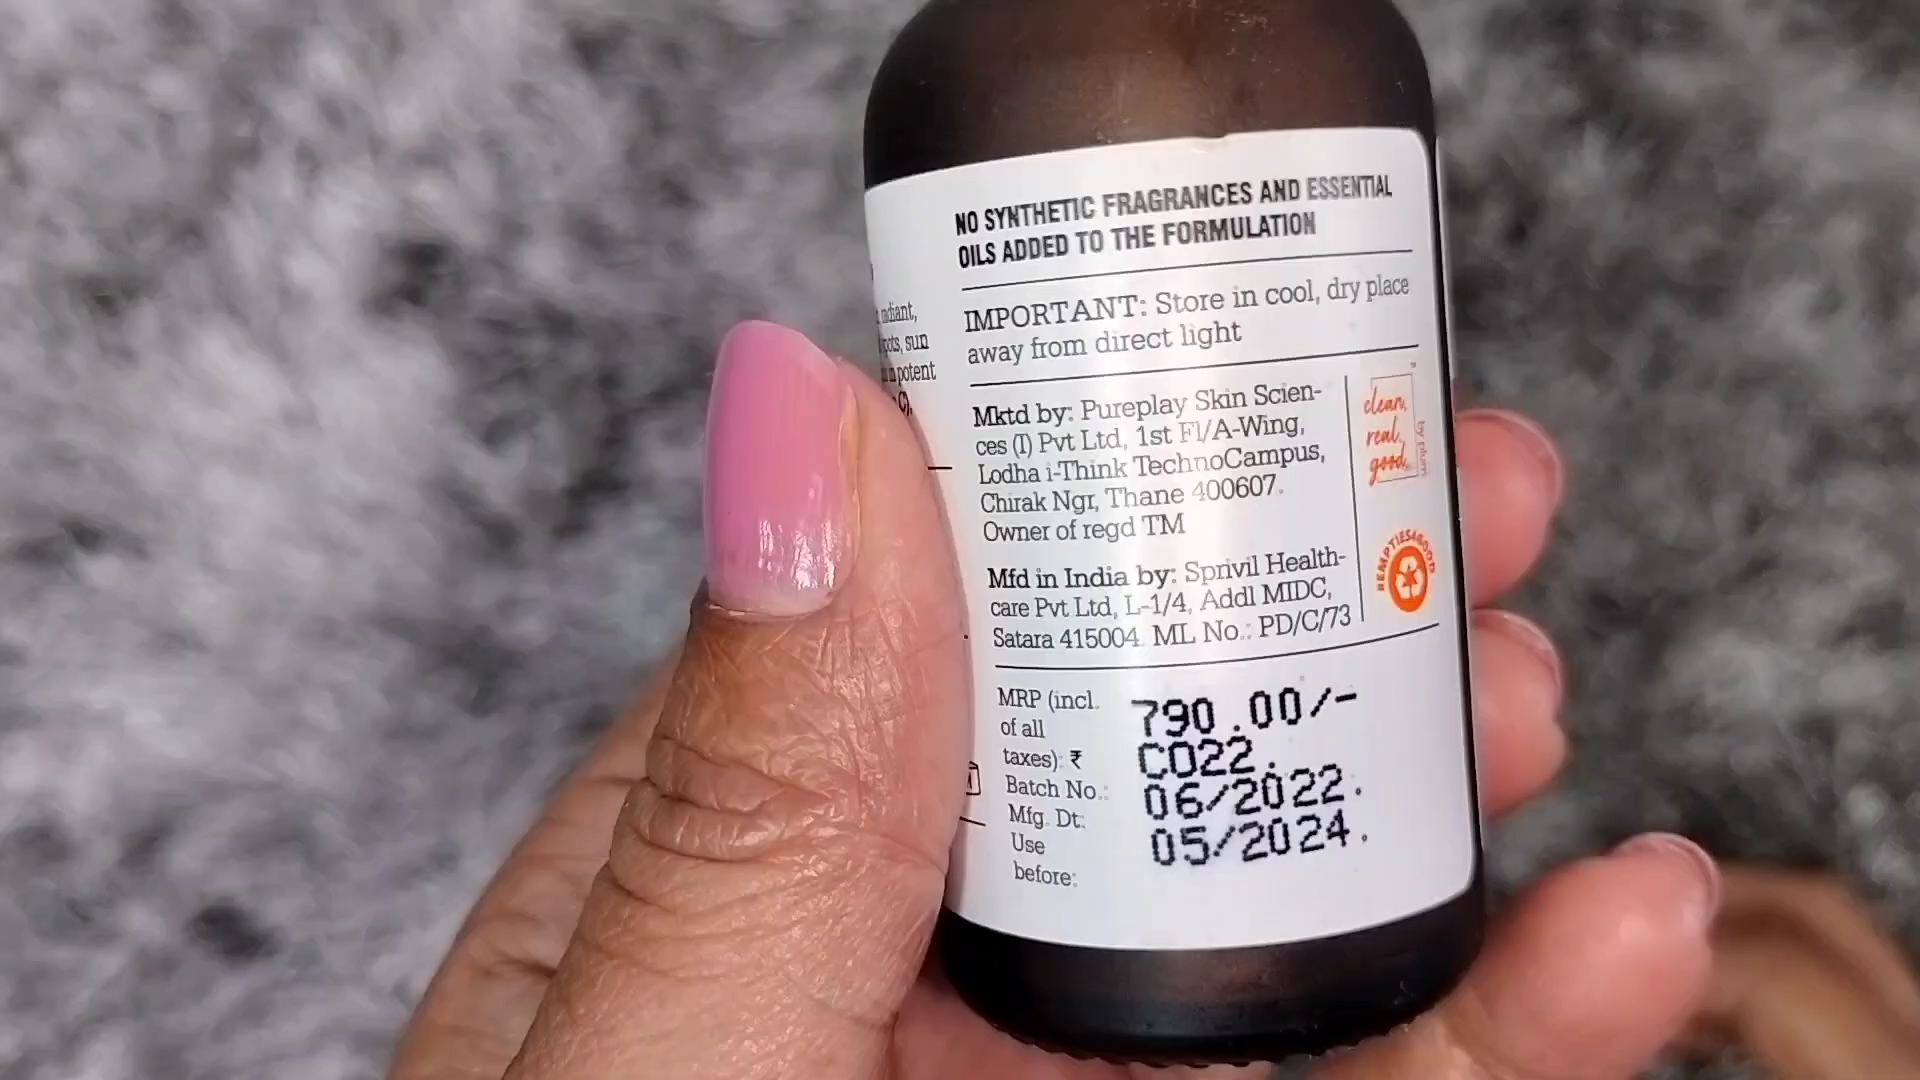 NO SYNTHETIC FRAGRANCES AND ESSENTIAL
OILS ADDED TO THE FORMULATION
IMPORTANT: Store in cool, dry place
away from direct light
Mktd by: Pureplay Skin Scien-
ces (I) Pvt Ltd, 1st Fl/A-Wing,
Lodha i-Think TechnoCampus,
Chirak Ngr, Thane 400607.
Owner of regd TM
Mfd in India by: Sprivil Health-
care Pvt Ltd, L-1/4, Addl MIDC,
Satara 415004. ML No.: PD/C/73
clean.
real.
good.
by plum
EMPTIES4GOOD
MRP (incl.
of all
taxes): ₹
Batch No.:
Mfg. Dt:
Use
before:
790.00/-
C022.
06/2022.
05/2024.
radiant,
sun
potent